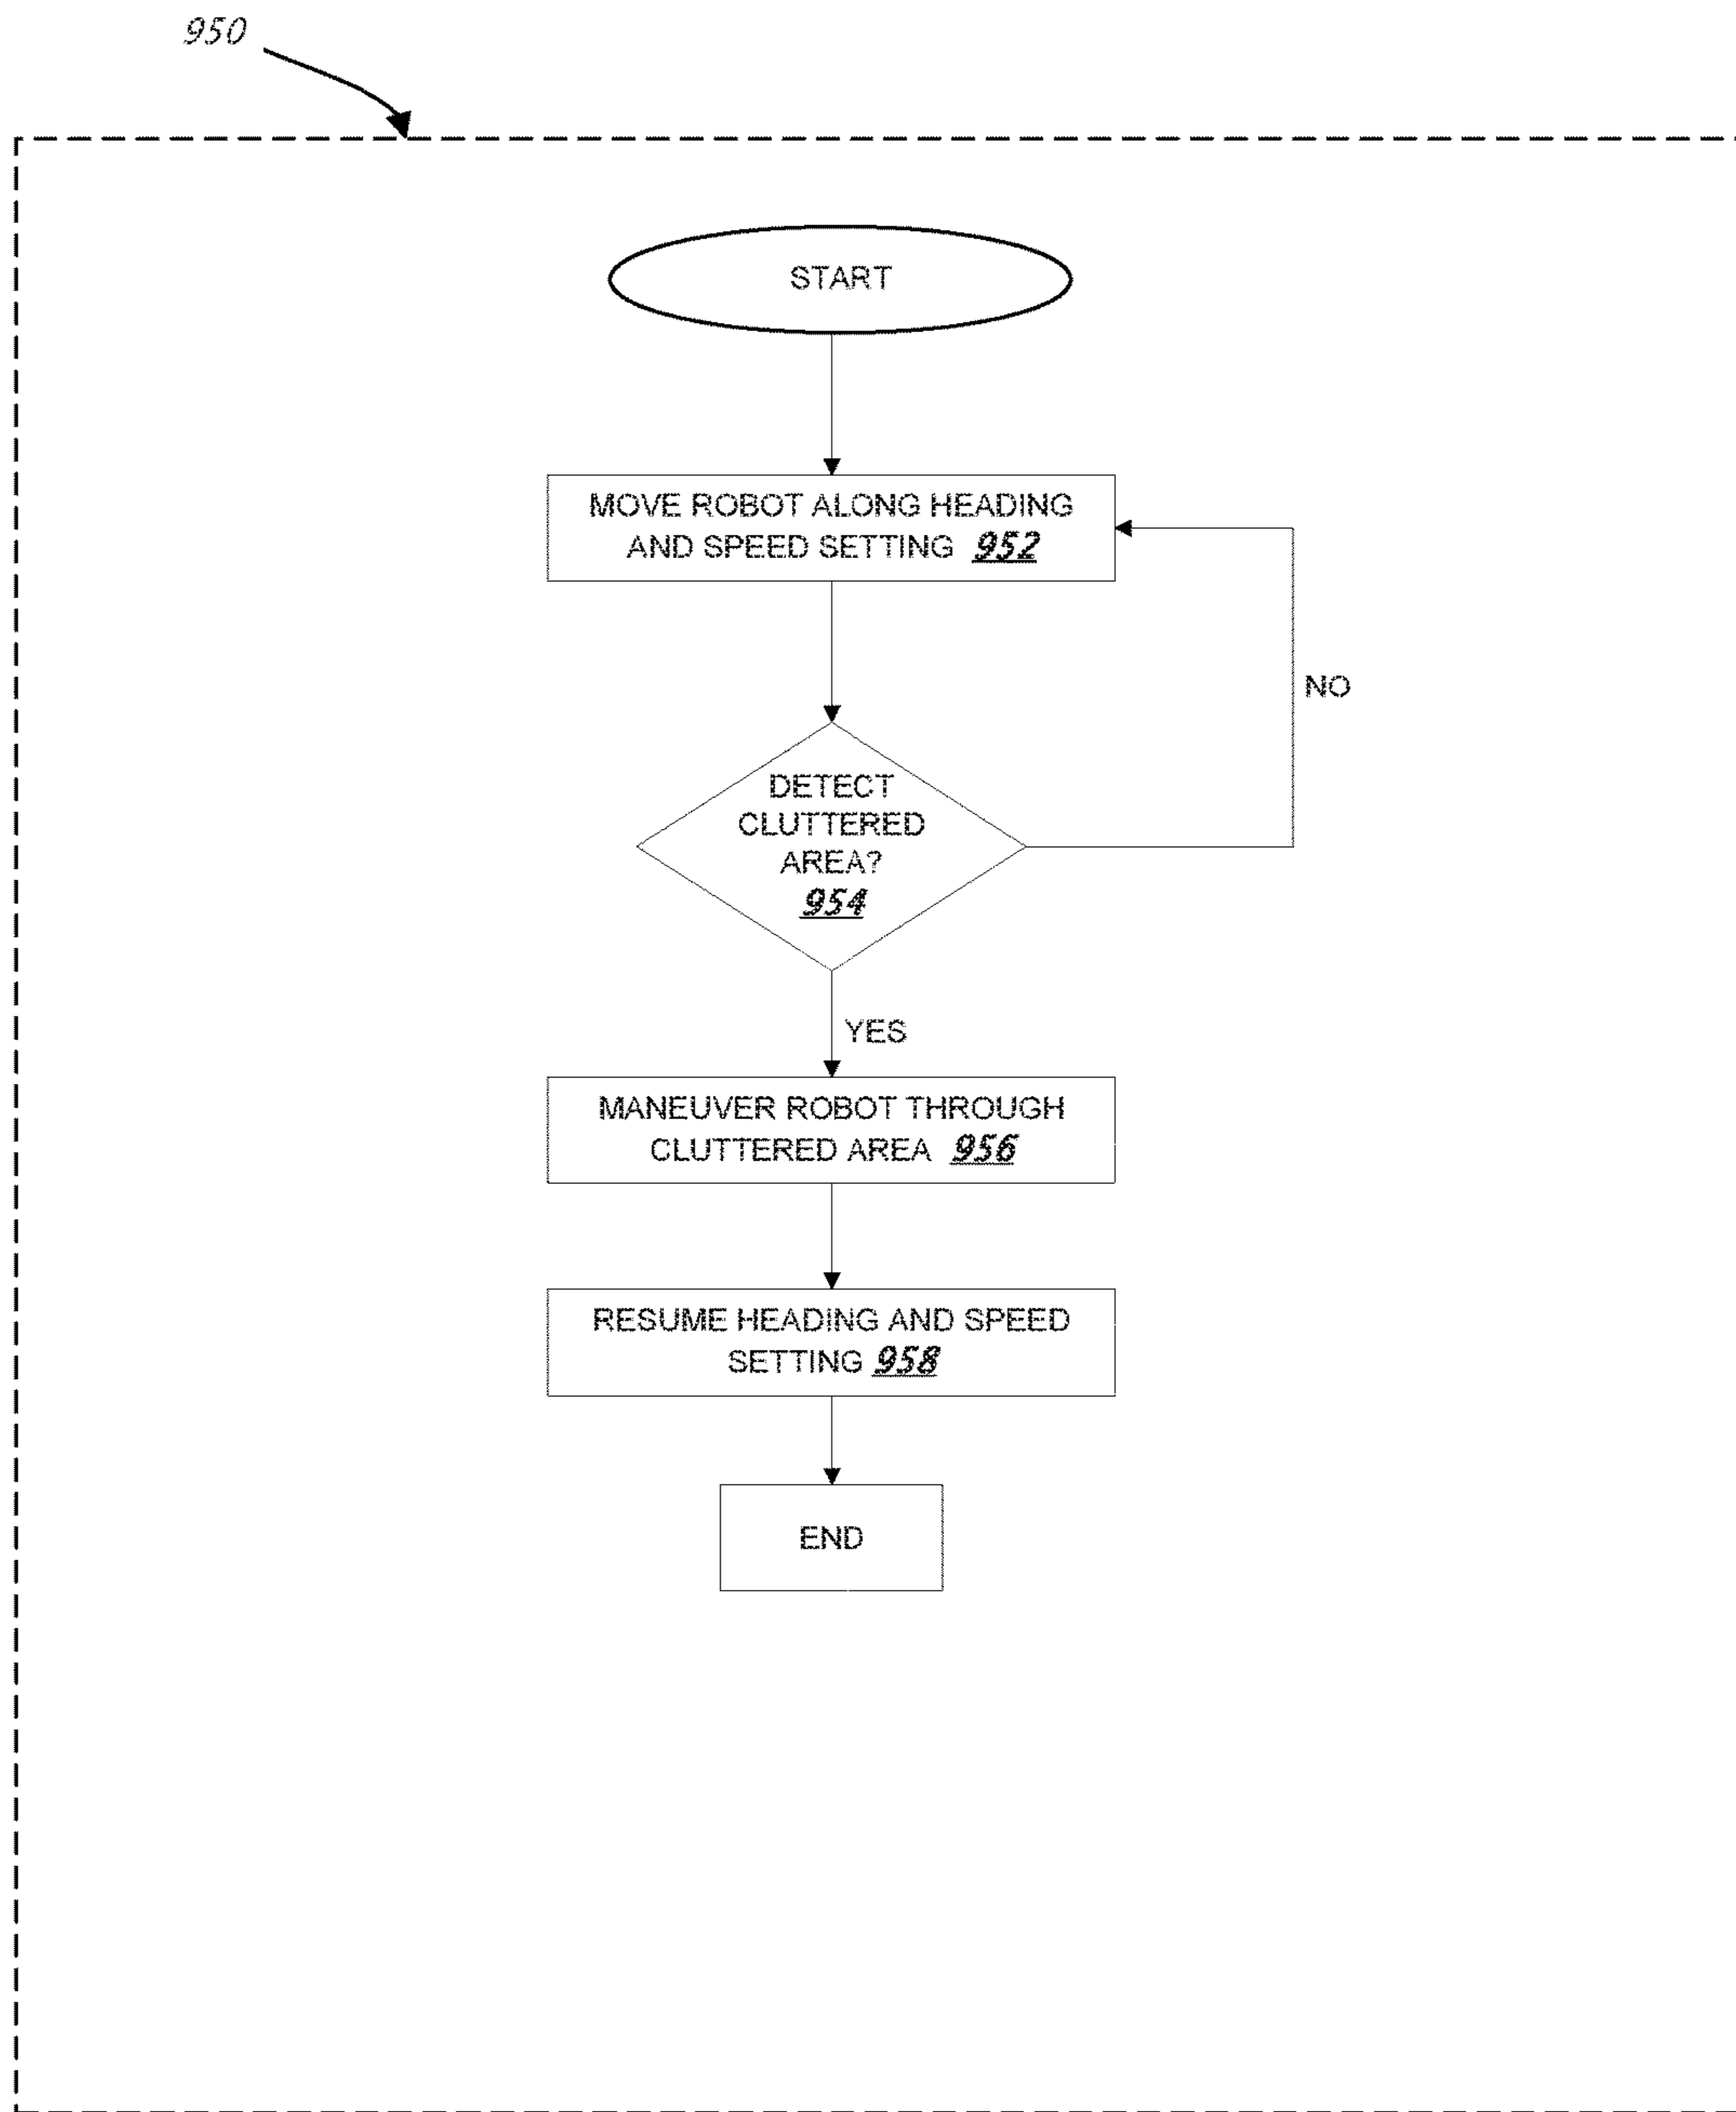 950
START
MOVE ROBOT ALONG HEADING
AND SPEED SETTING 952
NO
DETECT
CLUTTERED
AREA?
954
YES
MANEUVER ROBOT THROUGH
CLUTTERED AREA 956
RESUME HEADING AND SPEED
SETTING 958
END